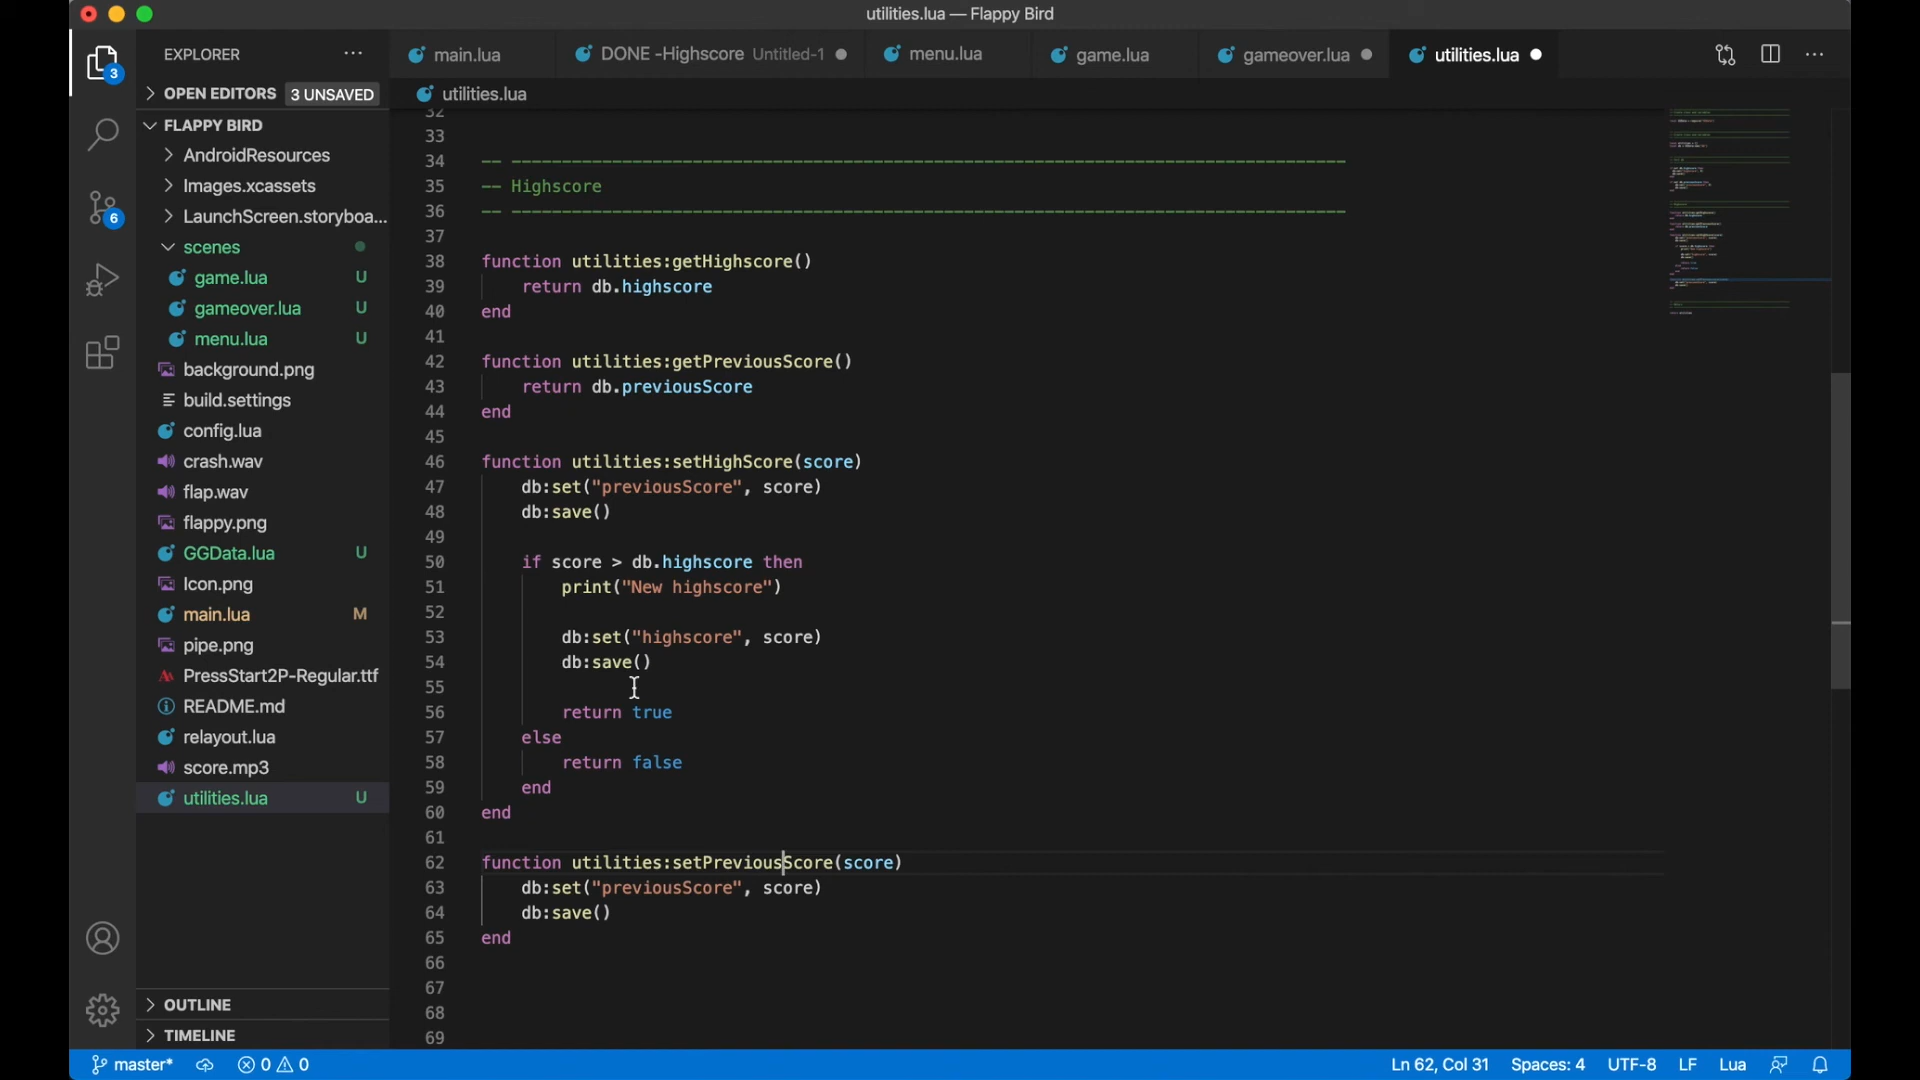 utilities.lua — Flappy Bird
EXPLORER
main.lua
DONE -Highscore Untitled-1
menu.lua
game.lua
gameover.lua
utilities.lua
OPEN EDITORS 3 UNSAVED
FLAPPY BIRD
AndroidResources
Images.xcassets
LaunchScreen.storyboa...
scenes
game.lua U
gameover.lua U
menu.lua U
background.png
build.settings
config.lua
crash.wav
flap.wav
flappy.png
GGData.lua U
Icon.png
main.lua M
pipe.png
PressStart2P-Regular.ttf
README.md
relayout.lua
score.mp3
utilities.lua U
OUTLINE
TIMELINE
3
6
utilities.lua
32
33
34 -- -----------------------------------------------------------------------------------
35 -- Highscore
36 -- -----------------------------------------------------------------------------------
37
38 function utilities:getHighscore()
39 return db.highscore
40 end
41
42 function utilities:getPreviousScore()
43 return db.previousScore
44 end
45
46 function utilities:setHighScore(score)
47 db:set("previousScore", score)
48 db:save()
49
50 if score > db.highscore then
51 print("New highscore")
52
53 db:set("highscore", score)
54 db:save()
55
56 return true
57 else
58 return false
59 end
60 end
61
62 function utilities:setPreviousScore(score)
63 db:set("previousScore", score)
64 db:save()
65 end
66
67
68
69
master* 0 0 Ln 62, Col 31 Spaces: 4 UTF-8 LF Lua